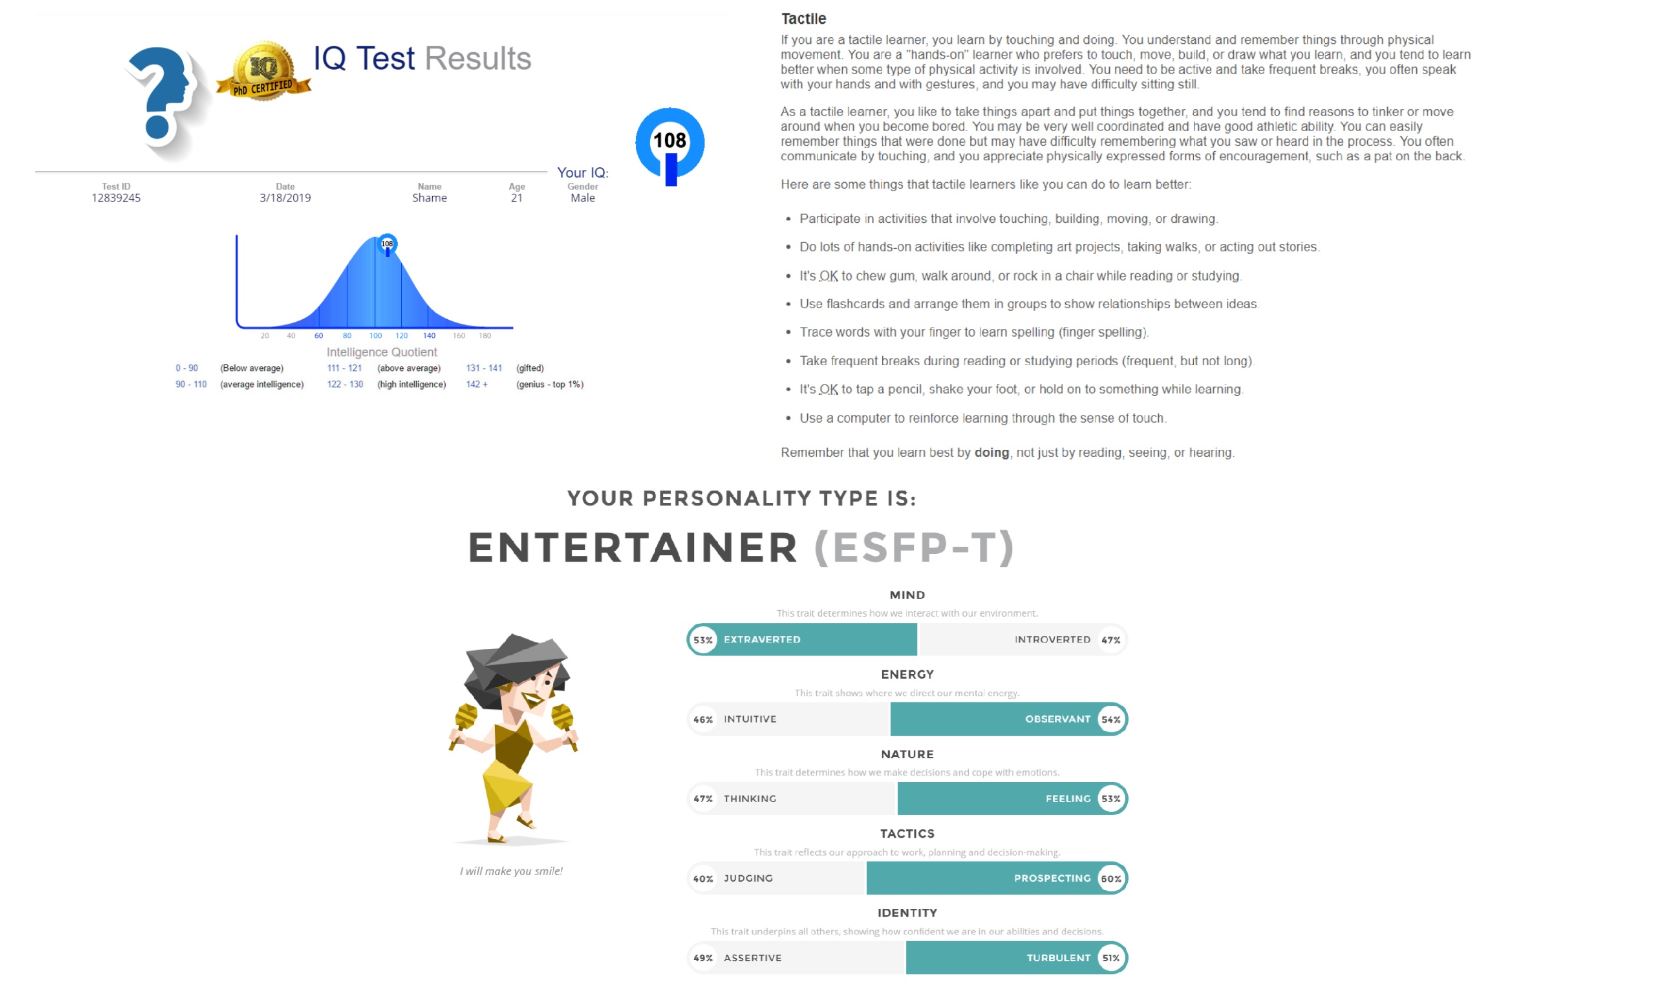 IQ
PhD CERTIFIED
IQ Test Results
108
Your IQ:
Test ID Date Name Age Gender
12839245 3/18/2019 Shame 21 Male
108
20 40 60 80 100 120 140 160 180
Intelligence Quotient
0 - 90 (Below average) 111 - 121 (above average) 131 - 141 (gifted)
90 - 110 (average intelligence) 122 - 130 (high intelligence) 142 + (genius - top 1%)
Tactile
If you are a tactile learner, you learn by touching and doing. You understand and remember things through physical
movement. You are a "hands-on" learner who prefers to touch, move, build, or draw what you learn, and you tend to learn
better when some type of physical activity is involved. You need to be active and take frequent breaks, you often speak
with your hands and with gestures, and you may have difficulty sitting still.
As a tactile learner, you like to take things apart and put things together, and you tend to find reasons to tinker or move
around when you become bored. You may be very well coordinated and have good athletic ability. You can easily
remember things that were done but may have difficulty remembering what you saw or heard in the process. You often
communicate by touching, and you appreciate physically expressed forms of encouragement, such as a pat on the back.
Here are some things that tactile learners like you can do to learn better:
• Participate in activities that involve touching, building, moving, or drawing.
• Do lots of hands-on activities like completing art projects, taking walks, or acting out stories.
• It's OK to chew gum, walk around, or rock in a chair while reading or studying.
• Use flashcards and arrange them in groups to show relationships between ideas.
• Trace words with your finger to learn spelling (finger spelling).
• Take frequent breaks during reading or studying periods (frequent, but not long).
• It's OK to tap a pencil, shake your foot, or hold on to something while learning.
• Use a computer to reinforce learning through the sense of touch.
Remember that you learn best by doing, not just by reading, seeing, or hearing.
YOUR PERSONALITY TYPE IS:
ENTERTAINER (ESFP-T)
I will make you smile!
MIND
This trait determines how we interact with our environment.
53% EXTRAVERTED INTROVERTED 47%
ENERGY
This trait shows where we direct our mental energy.
46% INTUITIVE OBSERVANT 54%
NATURE
This trait determines how we make decisions and cope with emotions.
47% THINKING FEELING 53%
TACTICS
This trait reflects our approach to work, planning and decision-making.
40% JUDGING PROSPECTING 60%
IDENTITY
This trait underpins all others, showing how confident we are in our abilities and decisions.
49% ASSERTIVE TURBULENT 51%